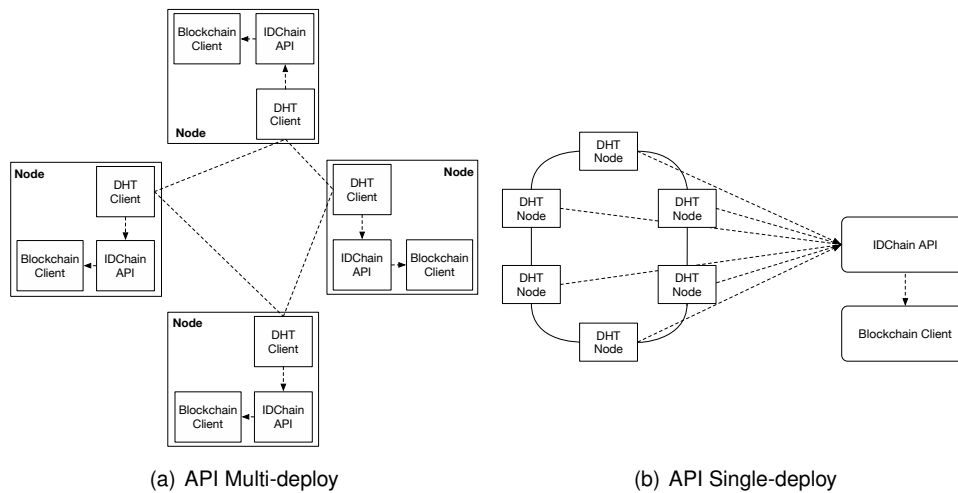 Blockchain
Client
IDChain
API
DHT
Client
Node
Node
DHT
Client
Blockchain
Client
IDChain
API
Node
DHT
Client
IDChain
API
Blockchain
Client
Node
DHT
Client
Blockchain
Client
IDChain
API
(a) API Multi-deploy
DHT
Node
DHT
Node
DHT
Node
DHT
Node
DHT
Node
DHT
Node
IDChain API
Blockchain Client
(b) API Single-deploy